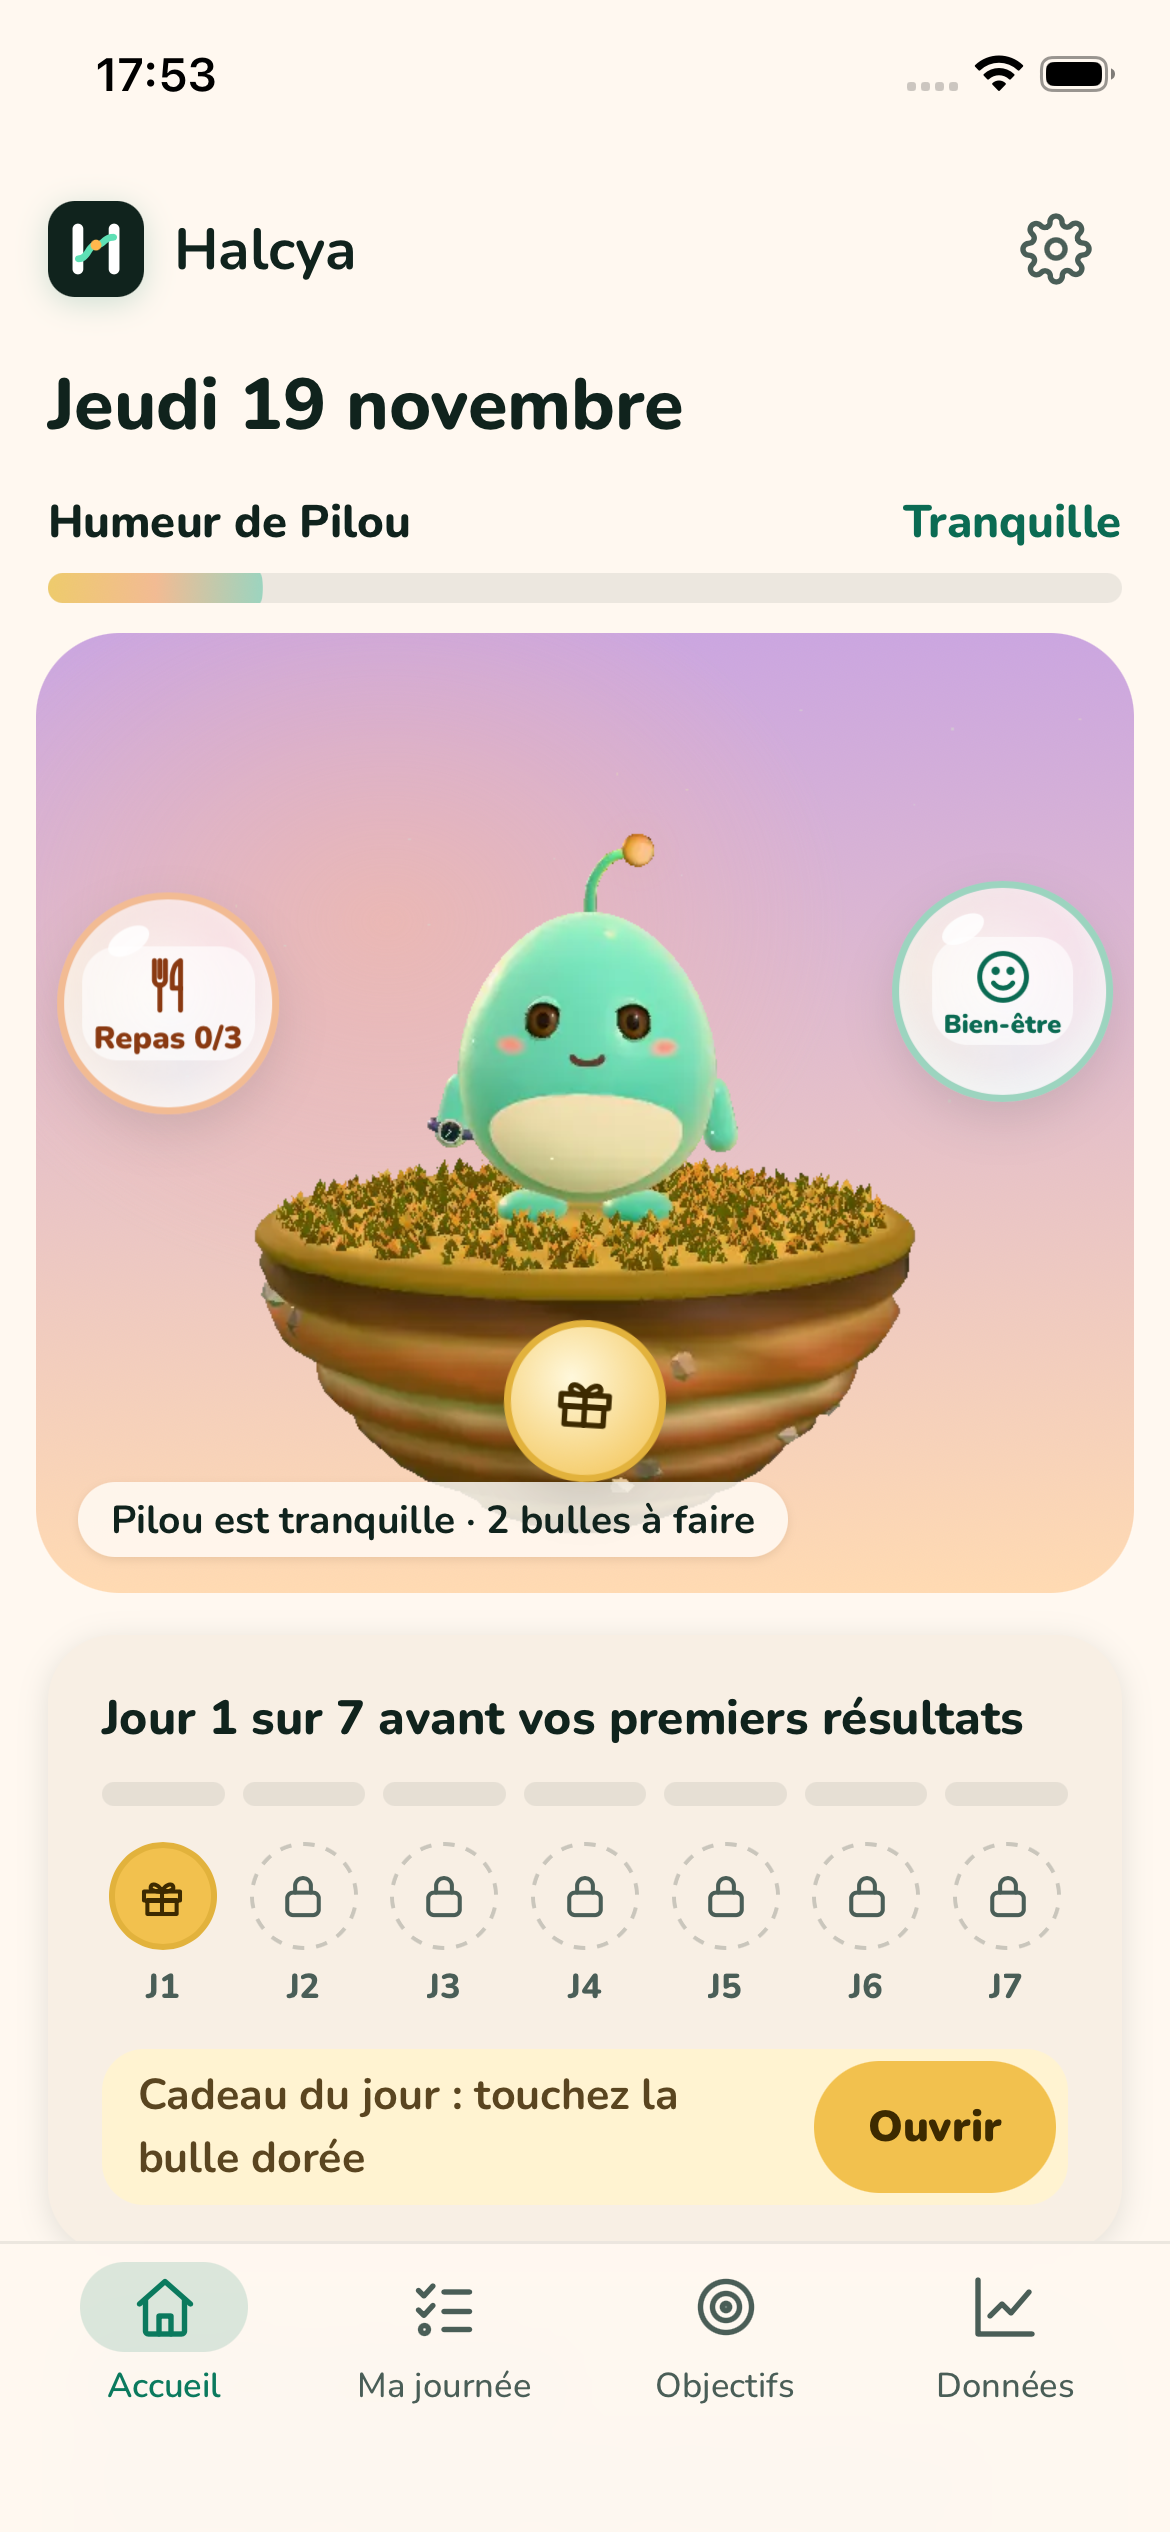 17:53
Halcya
Jeudi 19 novembre
Humeur de Pilou
Tranquille
Repas 0/3
Bien-être
Pilou est tranquille · 2 bulles à faire
Jour 1 sur 7 avant vos premiers résultats
J1
J2
J3
J4
J5
J6
J7
Cadeau du jour : touchez la
bulle dorée
Ouvrir
Accueil
Ma journée
Objectifs
Données